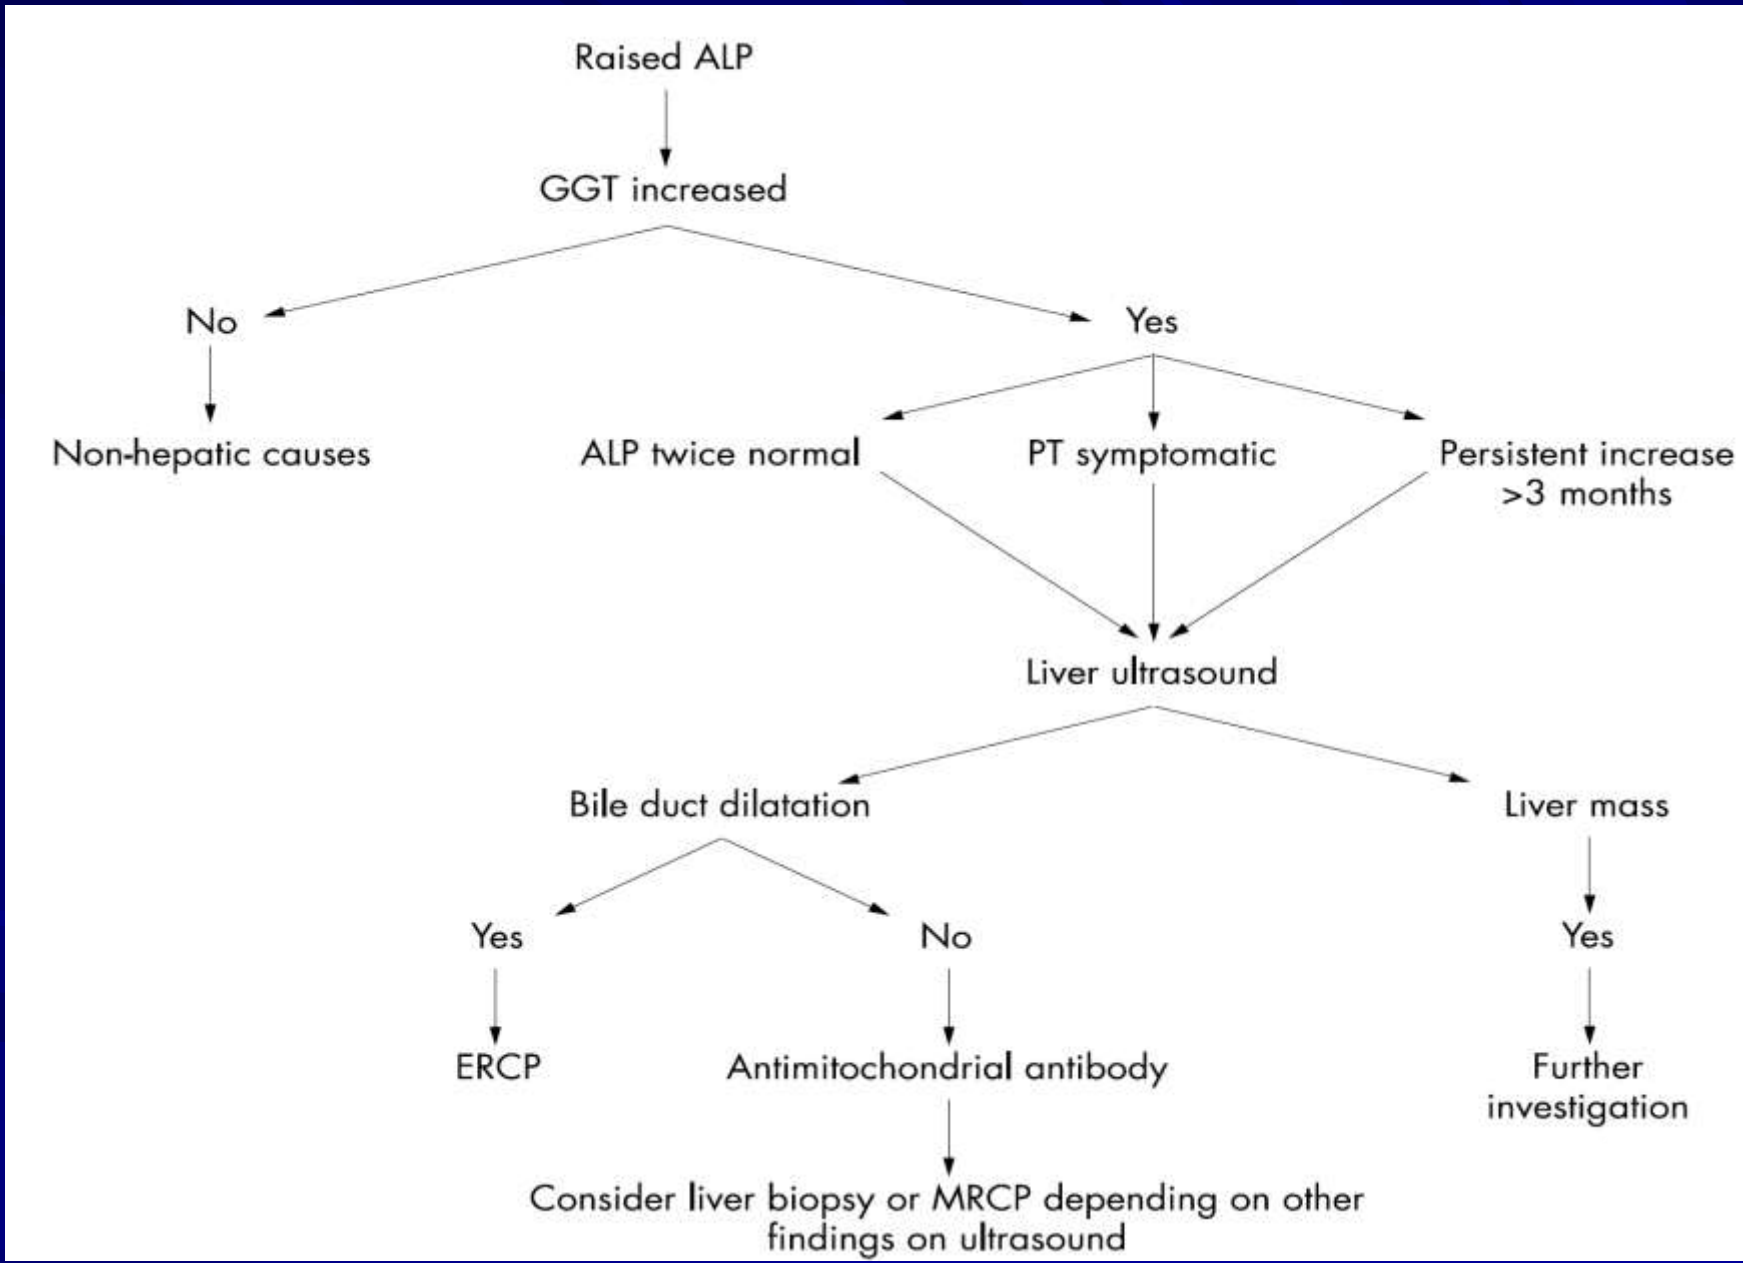 Raised ALP
GGT increased
No
Yes
Non-hepatic causes
ALP twice normal
PT symptomatic
Persistent increase
>3 months
Liver ultrasound
Bile duct dilatation
Liver mass
Yes
No
Yes
ERCP
Antimitochondrial antibody
Further
investigation
Consider liver biopsy or MRCP depending on other
findings on ultrasound